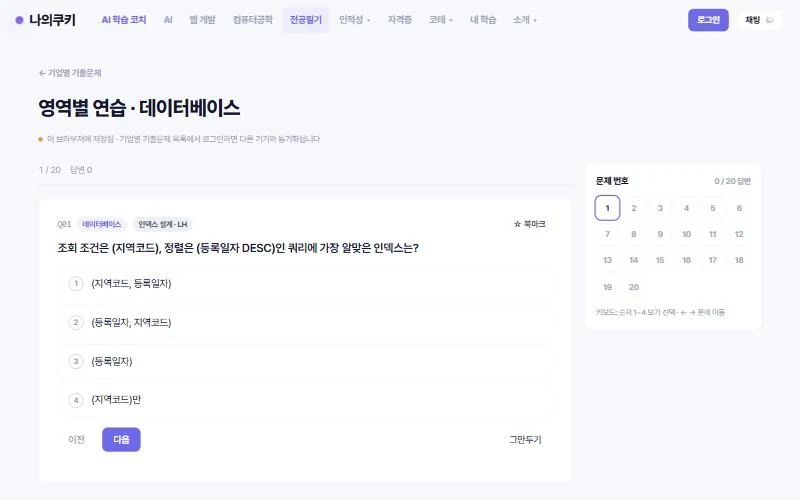 나의쿠키
AI 학습 코치
AI
웹 개발
컴퓨터공학
전공필기
인적성
자격증
코테
내 학습
소개
로그인
채팅
← 기업별 기출문제
영역별 연습 · 데이터베이스
이 브라우저에 저장됨 · 기업별 기출문제 목록에서 로그인하면 다른 기기와 동기화됩니다
1 / 20 답변 0
Q01 데이터베이스 인덱스 설계 · LH ☆ 북마크
조회 조건은 (지역코드), 정렬은 (등록일자 DESC)인 쿼리에 가장 알맞은 인덱스는?
1 (지역코드, 등록일자)
2 (등록일자, 지역코드)
3 (등록일자)
4 (지역코드)만
이전 다음 그만두기
문제 번호 0 / 20 답변
1 2 3 4 5 6
7 8 9 10 11 12
13 14 15 16 17 18
19 20
키보드: 숫자 1~4 보기 선택 · ← → 문제 이동